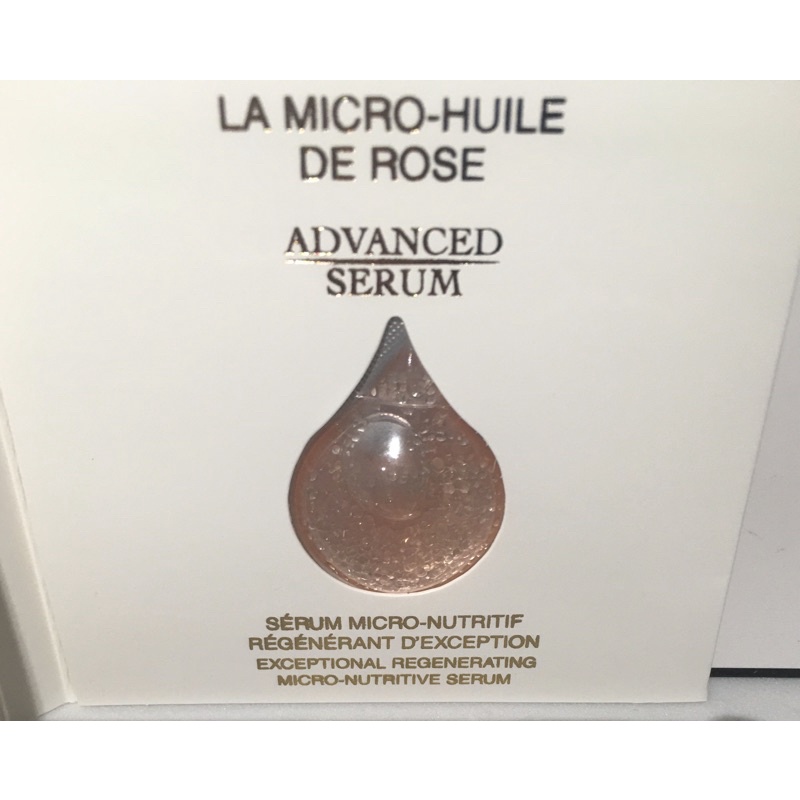 LA MICRO-HUILE
DE ROSE
ADVANCED
SERUM
SÉRUM MICRO-NUTRITIF
RÉGÉNÉRANT D'EXCEPTION
EXCEPTIONAL REGENERATING
MICRO-NUTRITIVE SERUM